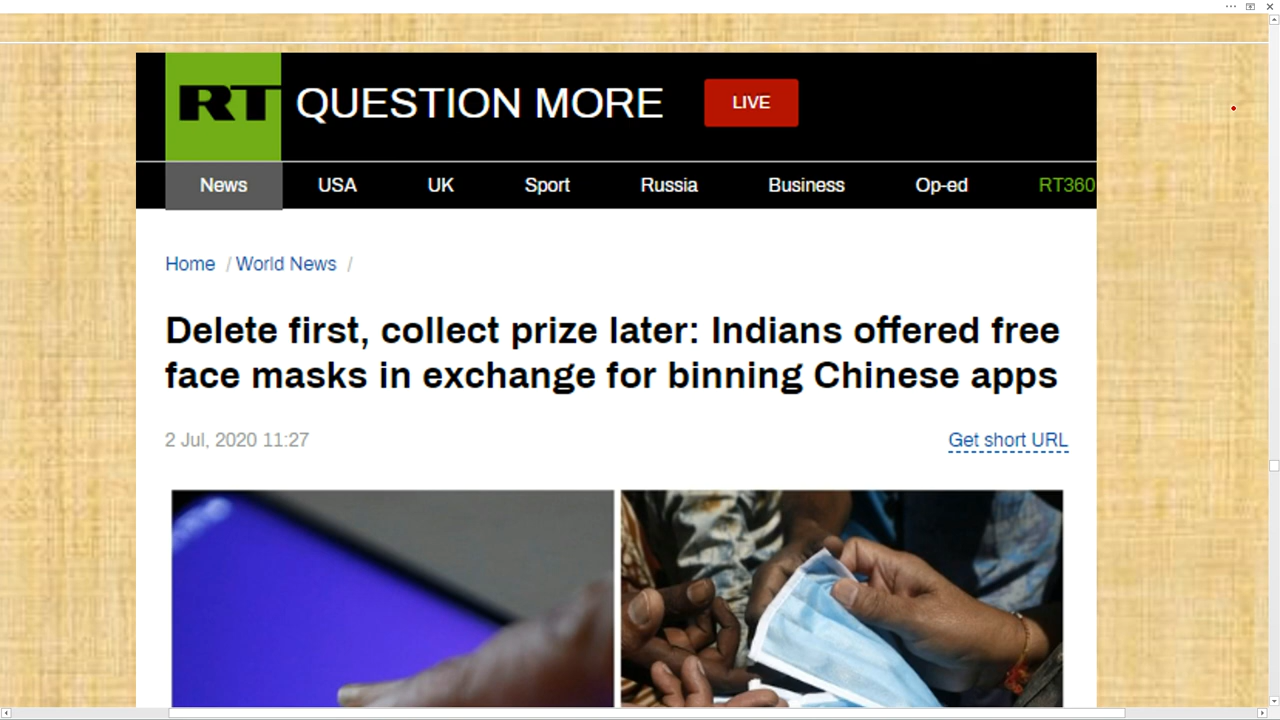 RT QUESTION MORE LIVE
News USA UK Sport Russia Business Op-ed RT360
Home / World News /
Delete first, collect prize later: Indians offered free
face masks in exchange for binning Chinese apps
2 Jul, 2020 11:27 Get short URL